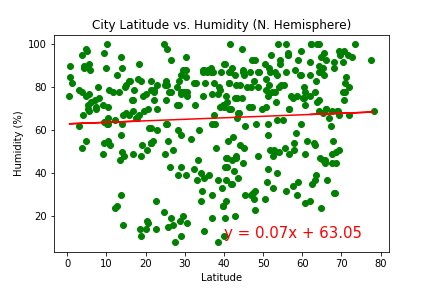 City Latitude vs. Humidity (N. Hemisphere)
100
80
60
40
20
Humidity (%)
y = 0.07x + 63.05
0 10 20 30 40 50 60 70 80
Latitude